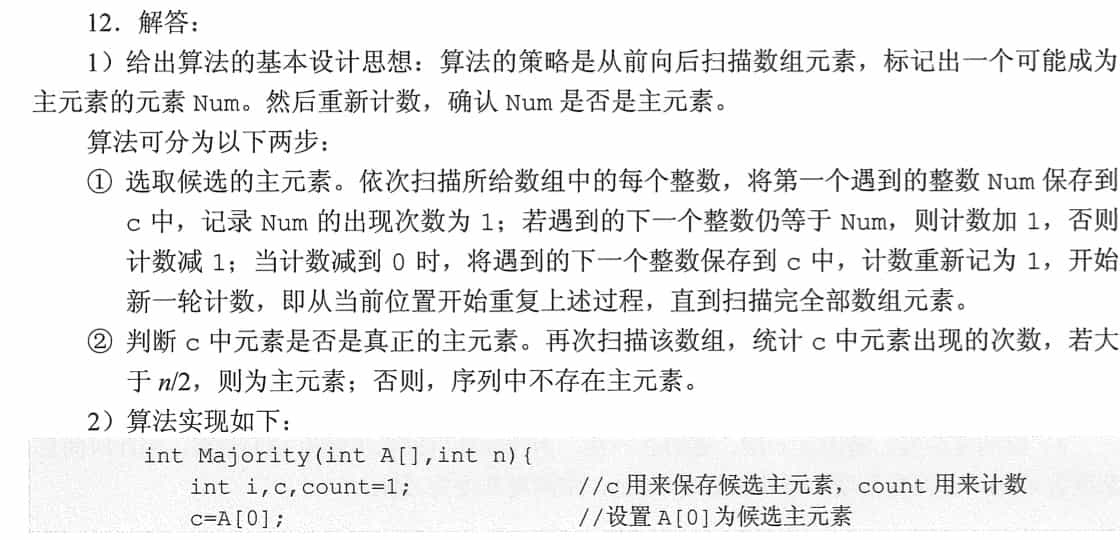 12．解答：
1）给出算法的基本设计思想：算法的策略是从前向后扫描数组元素，标记出一个可能成为
主元素的元素 Num。然后重新计数，确认 Num 是否是主元素。
算法可分为以下两步：
① 选取候选的主元素。依次扫描所给数组中的每个整数，将第一个遇到的整数 Num 保存到
c 中，记录 Num 的出现次数为 1；若遇到的下一个整数仍等于 Num，则计数加 1，否则
计数减 1；当计数减到 0 时，将遇到的下一个整数保存到 c 中，计数重新记为 1，开始
新一轮计数，即从当前位置开始重复上述过程，直到扫描完全部数组元素。
② 判断 c 中元素是否是真正的主元素。再次扫描该数组，统计 c 中元素出现的次数，若大
于 n/2，则为主元素；否则，序列中不存在主元素。
2）算法实现如下：
int Majority(int A[],int n){
int i,c,count=1; //c 用来保存候选主元素，count 用来计数
c=A[0]; //设置 A[0]为候选主元素